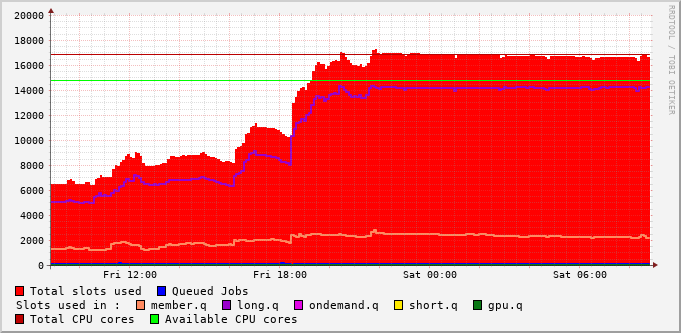 20000
18000
16000
14000
12000
10000
8000
6000
4000
2000
0
Fri 12:00 Fri 18:00 Sat 00:00 Sat 06:00
Total slots used Queued Jobs
Slots used in : member.q long.q ondemand.q short.q gpu.q
Total CPU cores Available CPU cores
RRDTOOL / TOBI OETIKER